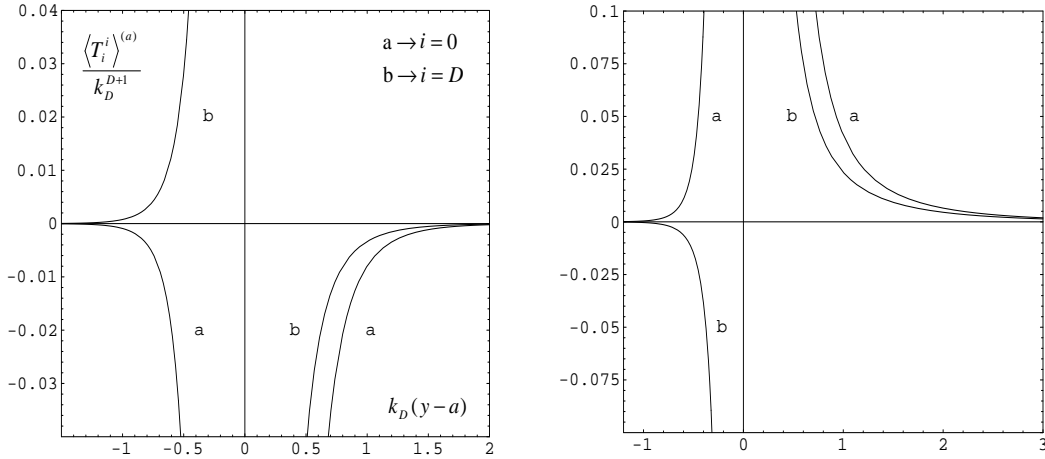 0.04
0.03
0.02
0.01
0
-0.01
-0.02
-0.03
-1
-0.5
0
0.5
1
1.5
2
⟨T_i^i⟩^(a)
k_D^{D+1}
a → i = 0
b → i = D
b
a
b
a
k_D (y − a)
0.1
0.075
0.05
0.025
0
-0.025
-0.05
-0.075
-1
0
1
2
3
a
b
a
b